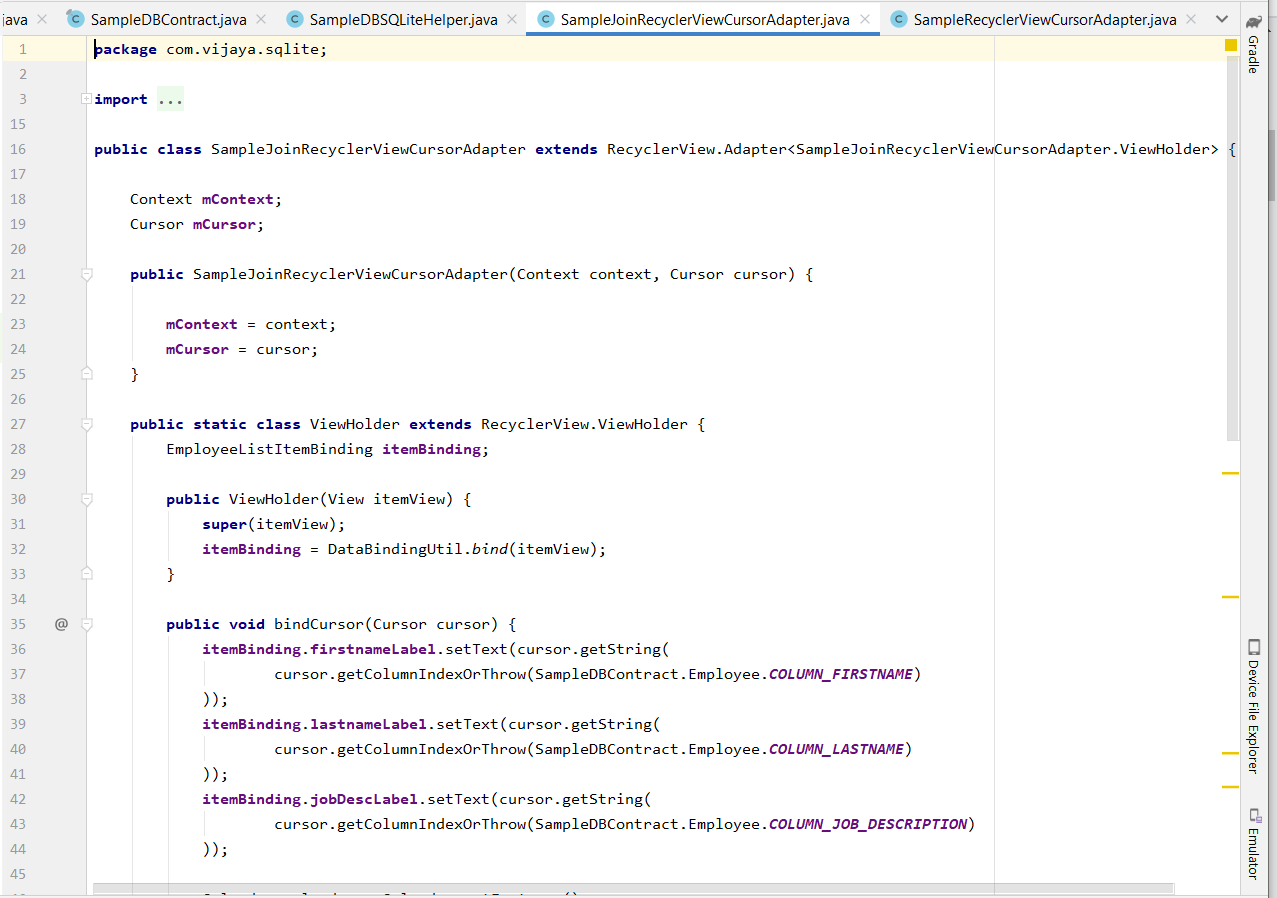 java
SampleDBContract.java
SampleDBSQLiteHelper.java
SampleJoinRecyclerViewCursorAdapter.java
SampleRecyclerViewCursorAdapter.java
Gradle
1 package com.vijaya.sqlite;
2
3 import ...
15
16 public class SampleJoinRecyclerViewCursorAdapter extends RecyclerView.Adapter<SampleJoinRecyclerViewCursorAdapter.ViewHolder> {
17
18 Context mContext;
19 Cursor mCursor;
20
21 public SampleJoinRecyclerViewCursorAdapter(Context context, Cursor cursor) {
22
23 mContext = context;
24 mCursor = cursor;
25 }
26
27 public static class ViewHolder extends RecyclerView.ViewHolder {
28 EmployeeListItemBinding itemBinding;
29
30 public ViewHolder(View itemView) {
31 super(itemView);
32 itemBinding = DataBindingUtil.bind(itemView);
33 }
34
35 @ public void bindCursor(Cursor cursor) {
36 itemBinding.firstnameLabel.setText(cursor.getString(
37 cursor.getColumnIndexOrThrow(SampleDBContract.Employee.COLUMN_FIRSTNAME)
38 ));
39 itemBinding.lastnameLabel.setText(cursor.getString(
40 cursor.getColumnIndexOrThrow(SampleDBContract.Employee.COLUMN_LASTNAME)
41 ));
42 itemBinding.jobDescLabel.setText(cursor.getString(
43 cursor.getColumnIndexOrThrow(SampleDBContract.Employee.COLUMN_JOB_DESCRIPTION)
44 ));
45
Device File Explorer
Emulator